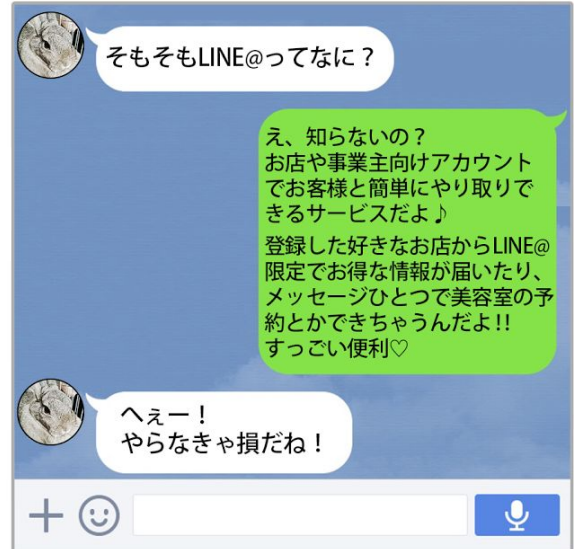 そもそもLINE@ってなに？
え、知らないの？
お店や事業主向けアカウント
でお客様と簡単にやり取りで
きるサービスだよ♪
登録した好きなお店からLINE@
限定でお得な情報が届いたり、
メッセージひとつで美容室の予
約とかできちゃうんだよ!!
すっごい便利♡
へぇー！
やらなきゃ損だね！